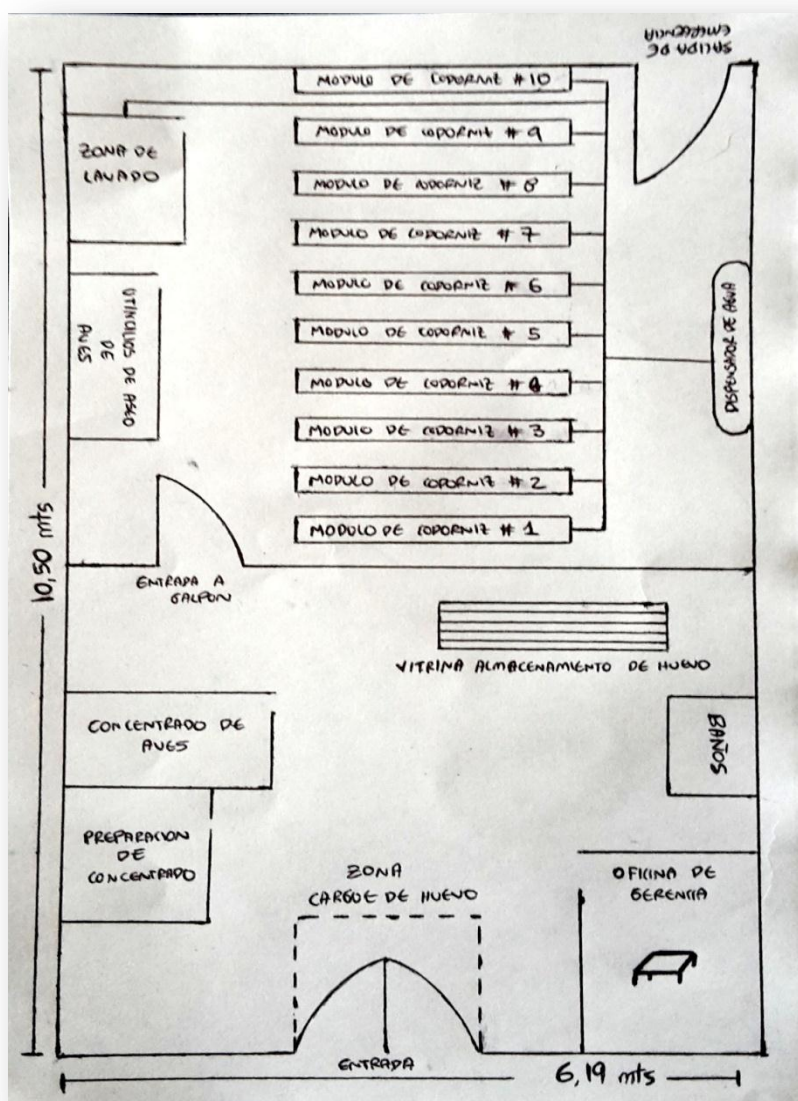 SALIDA DE
EMERGENCIA
MODULO DE CODORNIZ # 10
MODULO DE CODORNIZ # 9
MODULO DE CODORNIZ # 8
MODULO DE CODORNIZ # 7
MODULO DE CODORNIZ # 6
MODULO DE CODORNIZ # 5
MODULO DE CODORNIZ # 4
MODULO DE CODORNIZ # 3
MODULO DE CODORNIZ # 2
MODULO DE CODORNIZ # 1
ZONA DE
LAVADO
UTINCILIOS DE ASEO
DE
AVES
DISPENSADOR DE AGUA
10,50 mts
ENTRADA A
GALPON
VITRINA ALMACENAMIENTO DE HUEVO
CONCENTRADO DE
AVES
BAÑOS
PREPARACION
DE
CONCENTRADO
ZONA
CARGUE DE HUEVO
OFICINA DE
GERENCIA
ENTRADA
6,19 mts